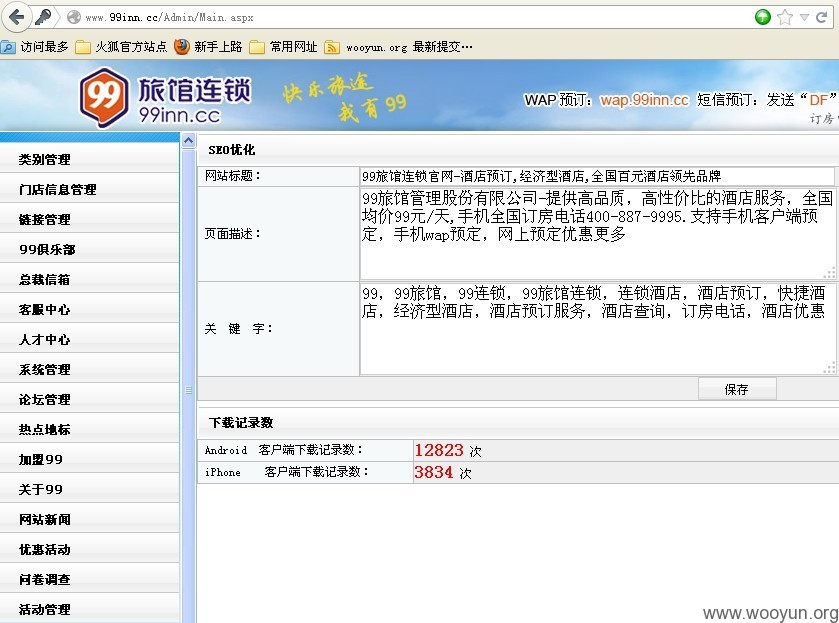 www.99inn.cc/Admin/Main.aspx
访问最多 火狐官方站点 新手上路 常用网址 wooyun.org 最新提交…
99 旅馆连锁
99inn.cc
快乐旅途
我有99
WAP预订：wap.99inn.cc 短信预订：发送“DF”
订房
类别管理
门店信息管理
链接管理
99俱乐部
总裁信箱
客服中心
人才中心
系统管理
论坛管理
热点地标
加盟99
关于99
网站新闻
优惠活动
问卷调查
活动管理
SEO优化
网站标题：
99旅馆连锁官网-酒店预订,经济型酒店,全国百元酒店领先品牌
页面描述：
99旅馆管理股份有限公司-提供高品质，高性价比的酒店服务，全国
均价99元/天,手机全国订房电话400-887-9995.支持手机客户端预
定，手机wap预定，网上预定优惠更多
关 键 字：
99，99旅馆，99连锁，99旅馆连锁，连锁酒店，酒店预订，快捷酒
店，经济型酒店，酒店预订服务，酒店查询，订房电话，酒店优惠
保存
下载记录数
Android 客户端下载记录数：
12823 次
iPhone 客户端下载记录数：
3834 次
www.wooyun.org